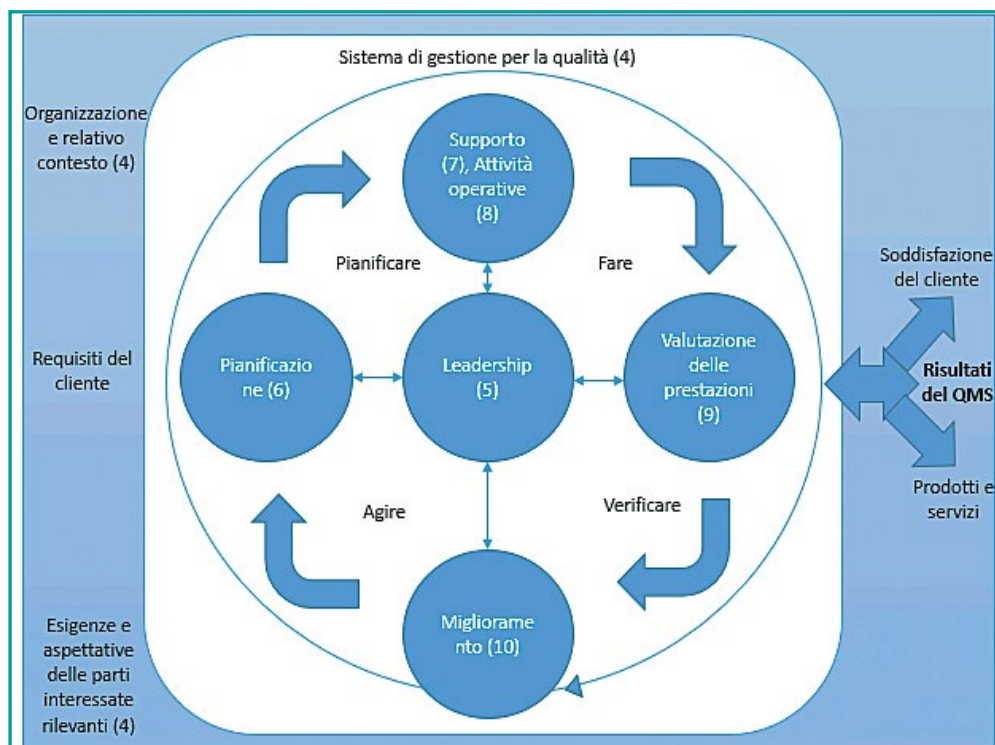 Sistema di gestione per la qualità (4)
Organizzazione
e relativo
contesto (4)
Supporto
(7), Attività
operative
(8)
Pianificare
Fare
Soddisfazione
del cliente
Requisiti del
cliente
Pianificazio
ne (6)
Leadership
(5)
Valutazione
delle
prestazioni
(9)
Risultati
del QMS
Agire
Verificare
Prodotti e
servizi
Migliorame
nto (10)
Esigenze e
aspettative
delle parti
interessate
rilevanti (4)